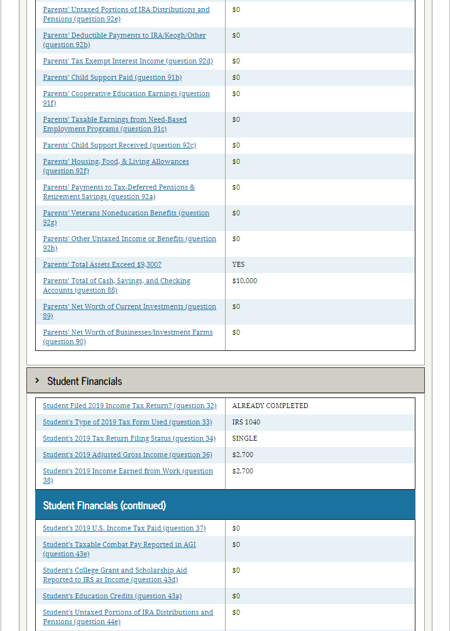 Parents' Untaxed Portions of IRA Distributions and
Pensions (question 92e)
$0
Parents' Deductible Payments to IRA/Keogh/Other
(question 92b)
$0
Parents' Tax Exempt Interest Income (question 92d)
$0
Parents' Child Support Paid (question 91b)
$0
Parents' Cooperative Education Earnings (question
91f)
$0
Parents' Taxable Earnings from Need-Based
Employment Programs (question 91c)
$0
Parents' Child Support Received (question 92c)
$0
Parents' Housing, Food, & Living Allowances
(question 92f)
$0
Parents' Payments to Tax-Deferred Pensions &
Retirement Savings (question 92a)
$0
Parents' Veterans Noneducation Benefits (question
92g)
$0
Parents' Other Untaxed Income or Benefits (question
92h)
$0
Parents' Total Assets Exceed $9,300?
YES
Parents' Total of Cash, Savings, and Checking
Accounts (question 88)
$10,000
Parents' Net Worth of Current Investments (question
89)
$0
Parents' Net Worth of Businesses/Investment Farms
(question 90)
$0
Student Financials
Student Filed 2019 Income Tax Return? (question 32)
ALREADY COMPLETED
Student's Type of 2019 Tax Form Used (question 33)
IRS 1040
Student's 2019 Tax Return Filing Status (question 34)
SINGLE
Student's 2019 Adjusted Gross Income (question 36)
$2,700
Student's 2019 Income Earned from Work (question
38)
$2,700
Student Financials (continued)
Student's 2019 U.S. Income Tax Paid (question 37)
$0
Student's Taxable Combat Pay Reported in AGI
(question 43e)
$0
Student's College Grant and Scholarship Aid
Reported to IRS as Income (question 43d)
$0
Student's Education Credits (question 43a)
$0
Student's Untaxed Portions of IRA Distributions and
Pensions (question 44e)
$0